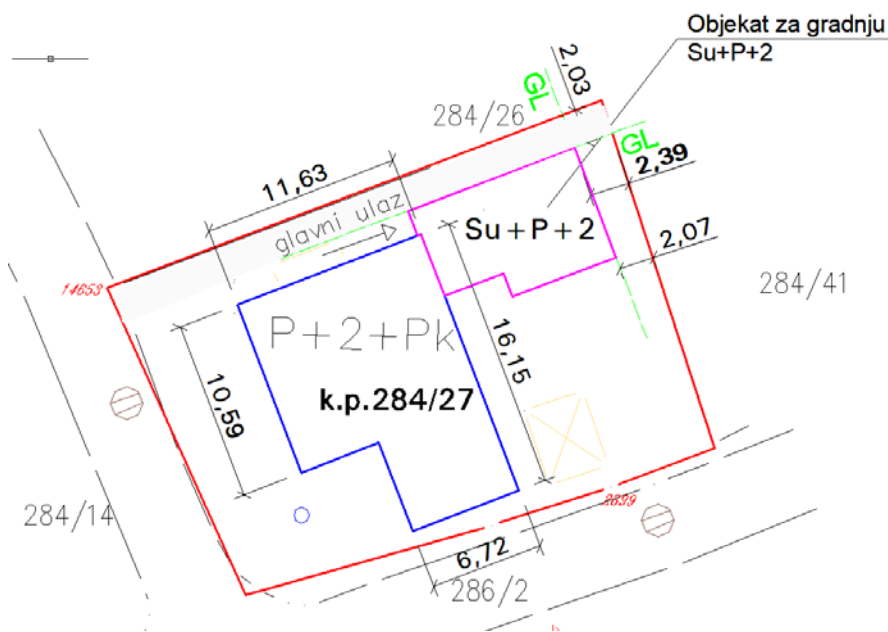 Objekat za gradnju
Su+P+2
2,03
GL
284/26
GL
11,63
2,39
glavni ulaz
Su+P+2
2,07
284/41
14653
P+2+Pk
16,15
10,59
k.p.284/27
284/14
2839
6,72
286/2